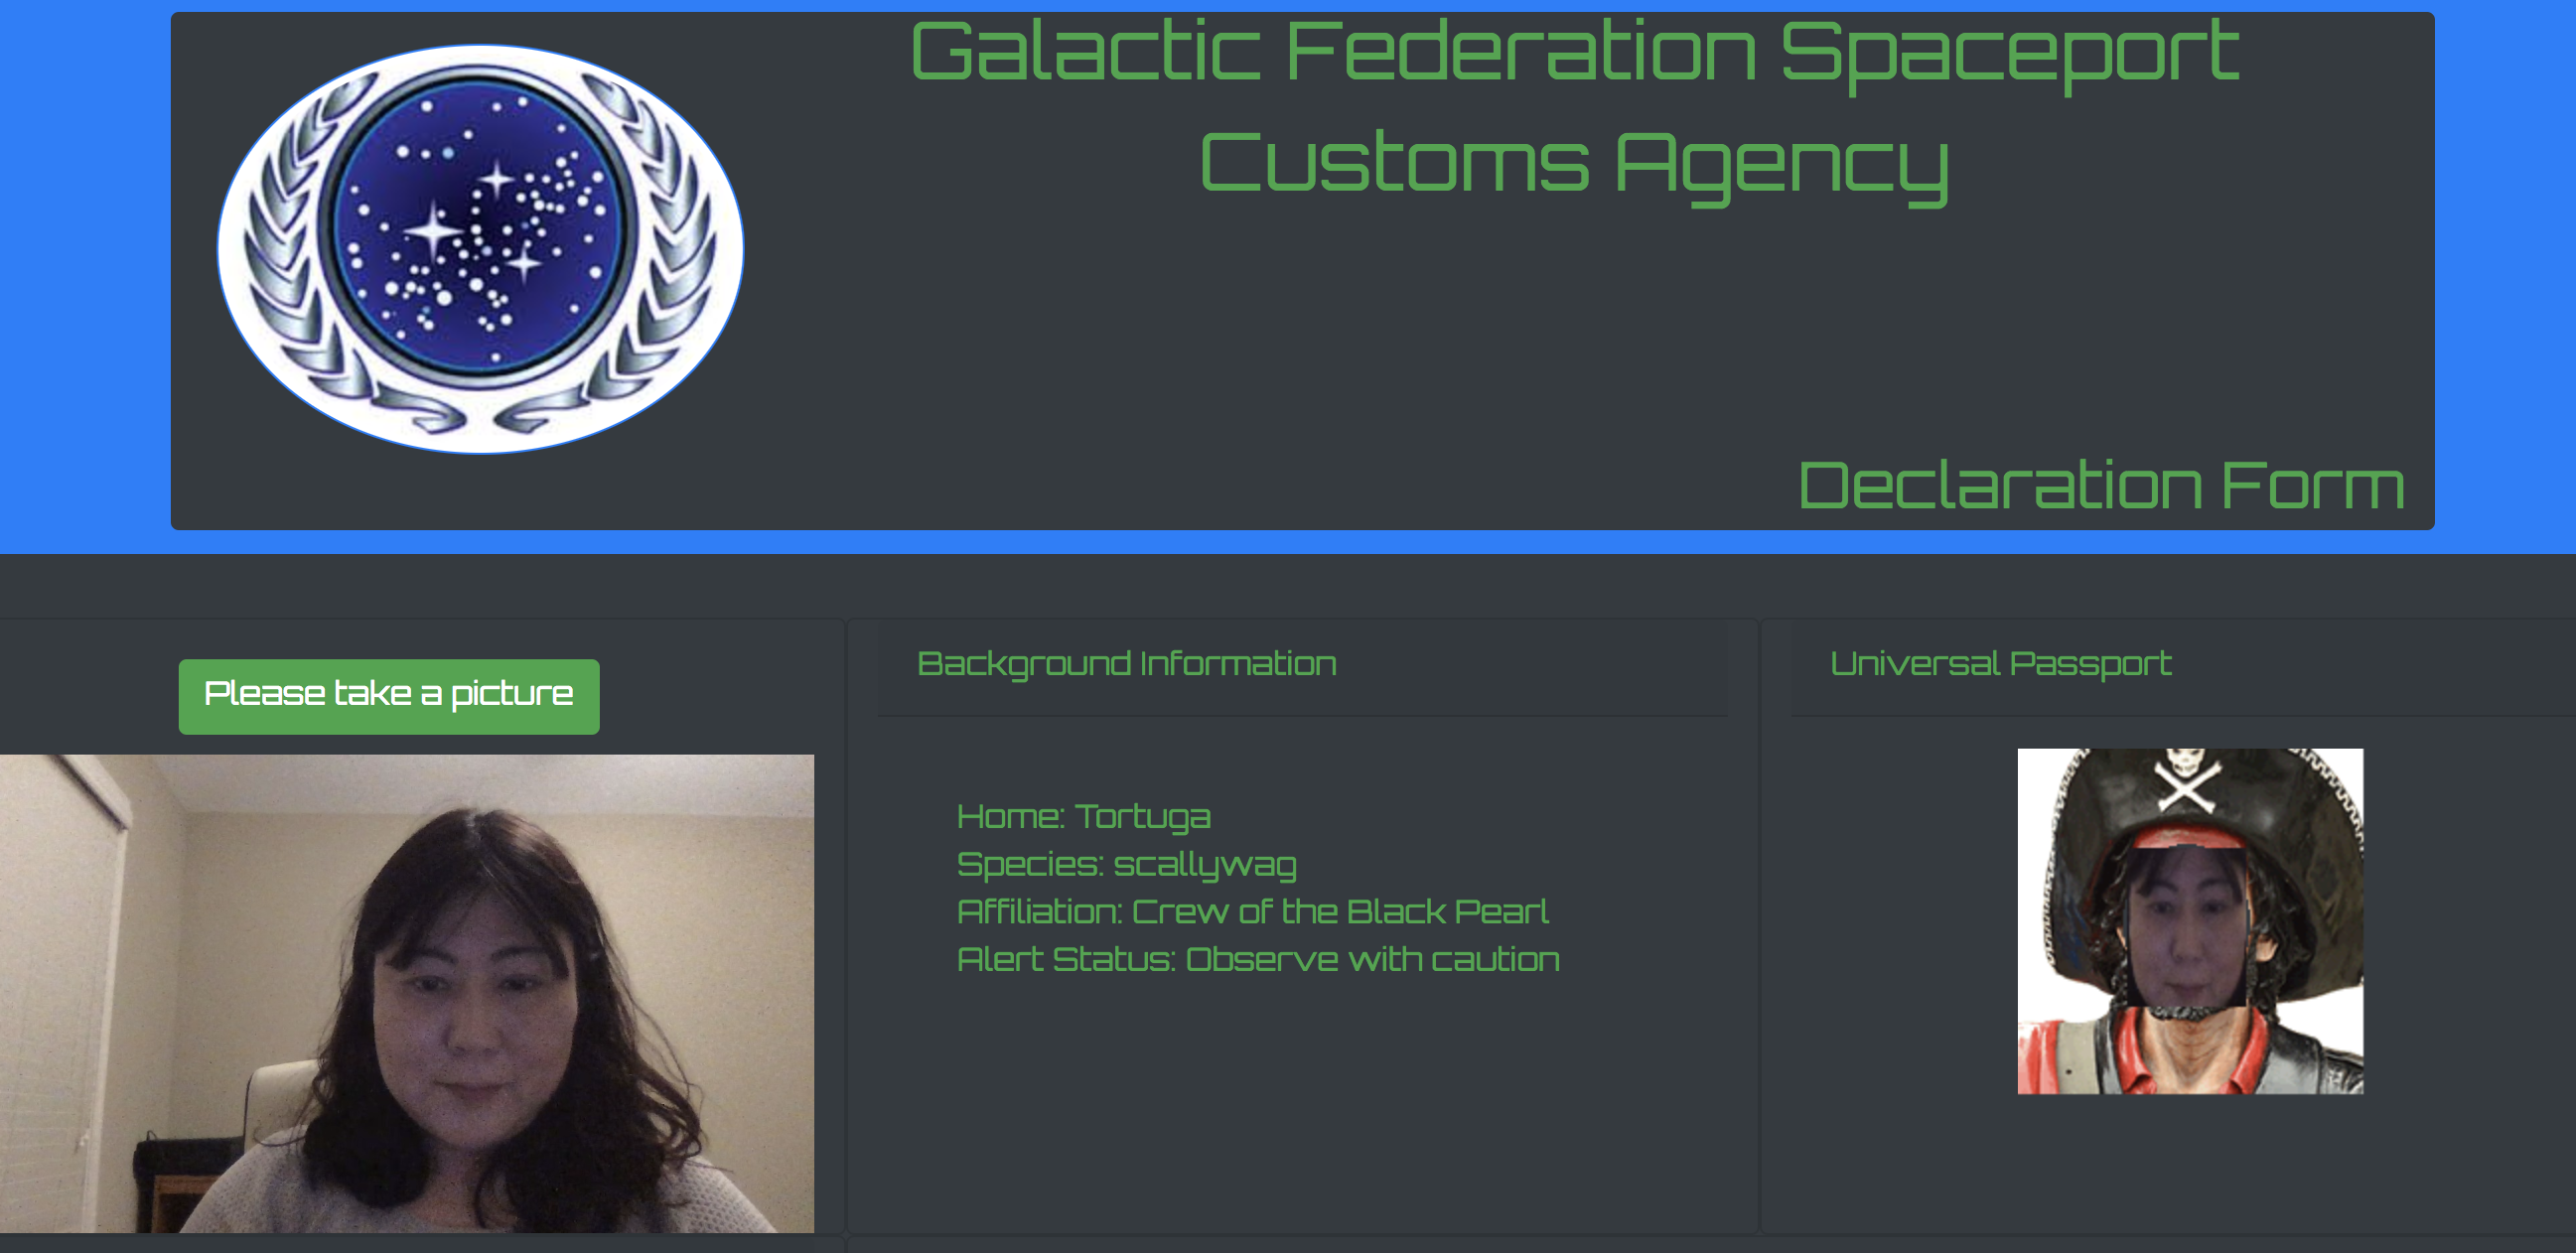 Galactic Federation Spaceport
Customs Agency
Declaration Form
Please take a picture
Background Information
Home: Tortuga
Species: scallywag
Affiliation: Crew of the Black Pearl
Alert Status: Observe with caution
Universal Passport